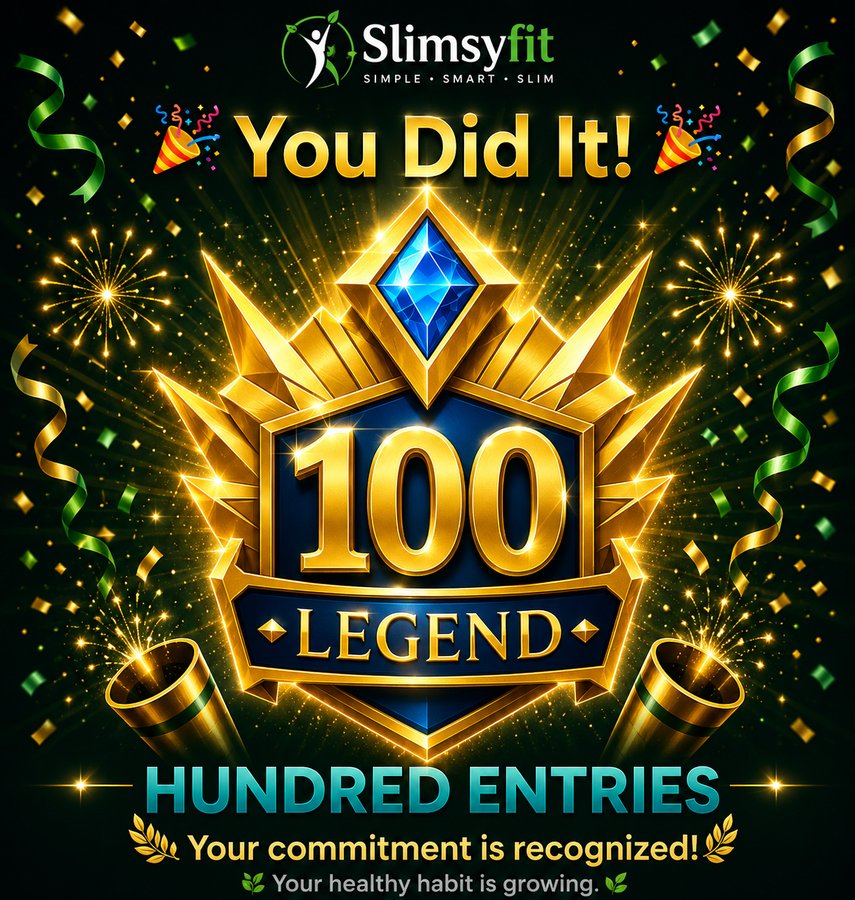 Slimsyfit
SIMPLE • SMART • SLIM
You Did It!
100
LEGEND
HUNDRED ENTRIES
Your commitment is recognized!
Your healthy habit is growing.